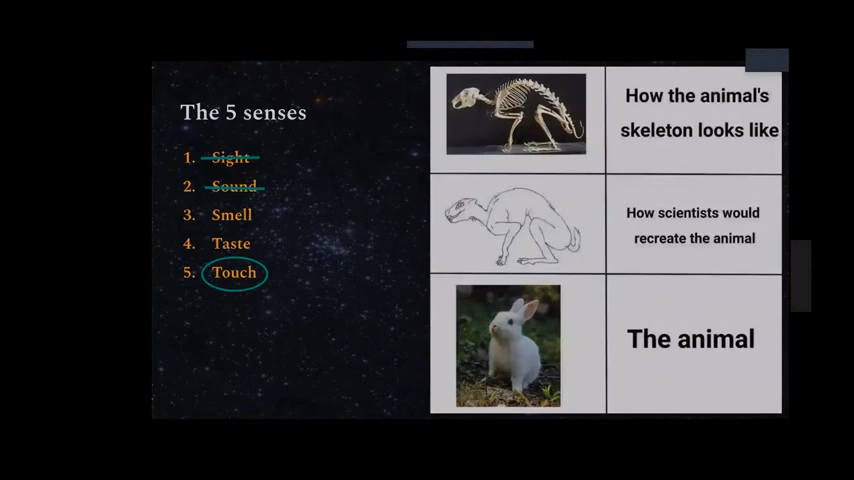 The 5 senses
1. Sight
2. Sound
3. Smell
4. Taste
5. Touch
How the animal's
skeleton looks like
How scientists would
recreate the animal
The animal